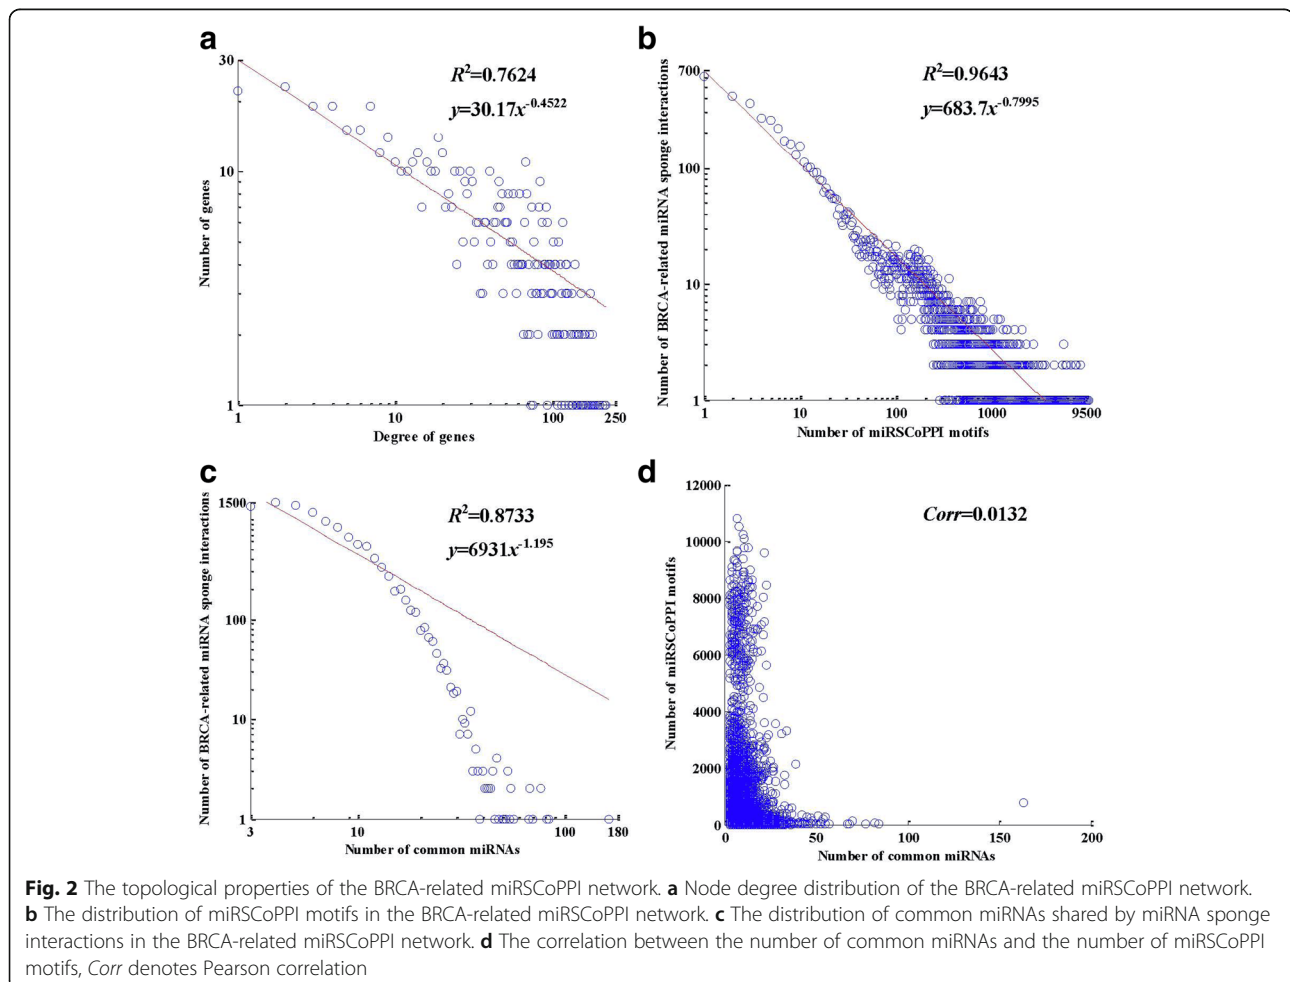 a
R²=0.7624
y=30.17x^-0.4522
30
10
1
1
10
100
250
Number of genes
Degree of genes
b
R²=0.9643
y=683.7x^-0.7995
700
100
10
1
1
10
100
1000
9500
Number of BRCA-related miRNA sponge interactions
Number of miRSCoPPI motifs
c
R²=0.8733
y=6931x^-1.195
1500
100
10
1
3
10
100
180
Number of BRCA-related miRNA sponge interactions
Number of common miRNAs
d
Corr=0.0132
12000
10000
8000
6000
4000
2000
0
0
50
100
150
200
Number of miRSCoPPI motifs
Number of common miRNAs
Fig. 2 The topological properties of the BRCA-related miRSCoPPI network. a Node degree distribution of the BRCA-related miRSCoPPI network.
b The distribution of miRSCoPPI motifs in the BRCA-related miRSCoPPI network. c The distribution of common miRNAs shared by miRNA sponge
interactions in the BRCA-related miRSCoPPI network. d The correlation between the number of common miRNAs and the number of miRSCoPPI
motifs, Corr denotes Pearson correlation